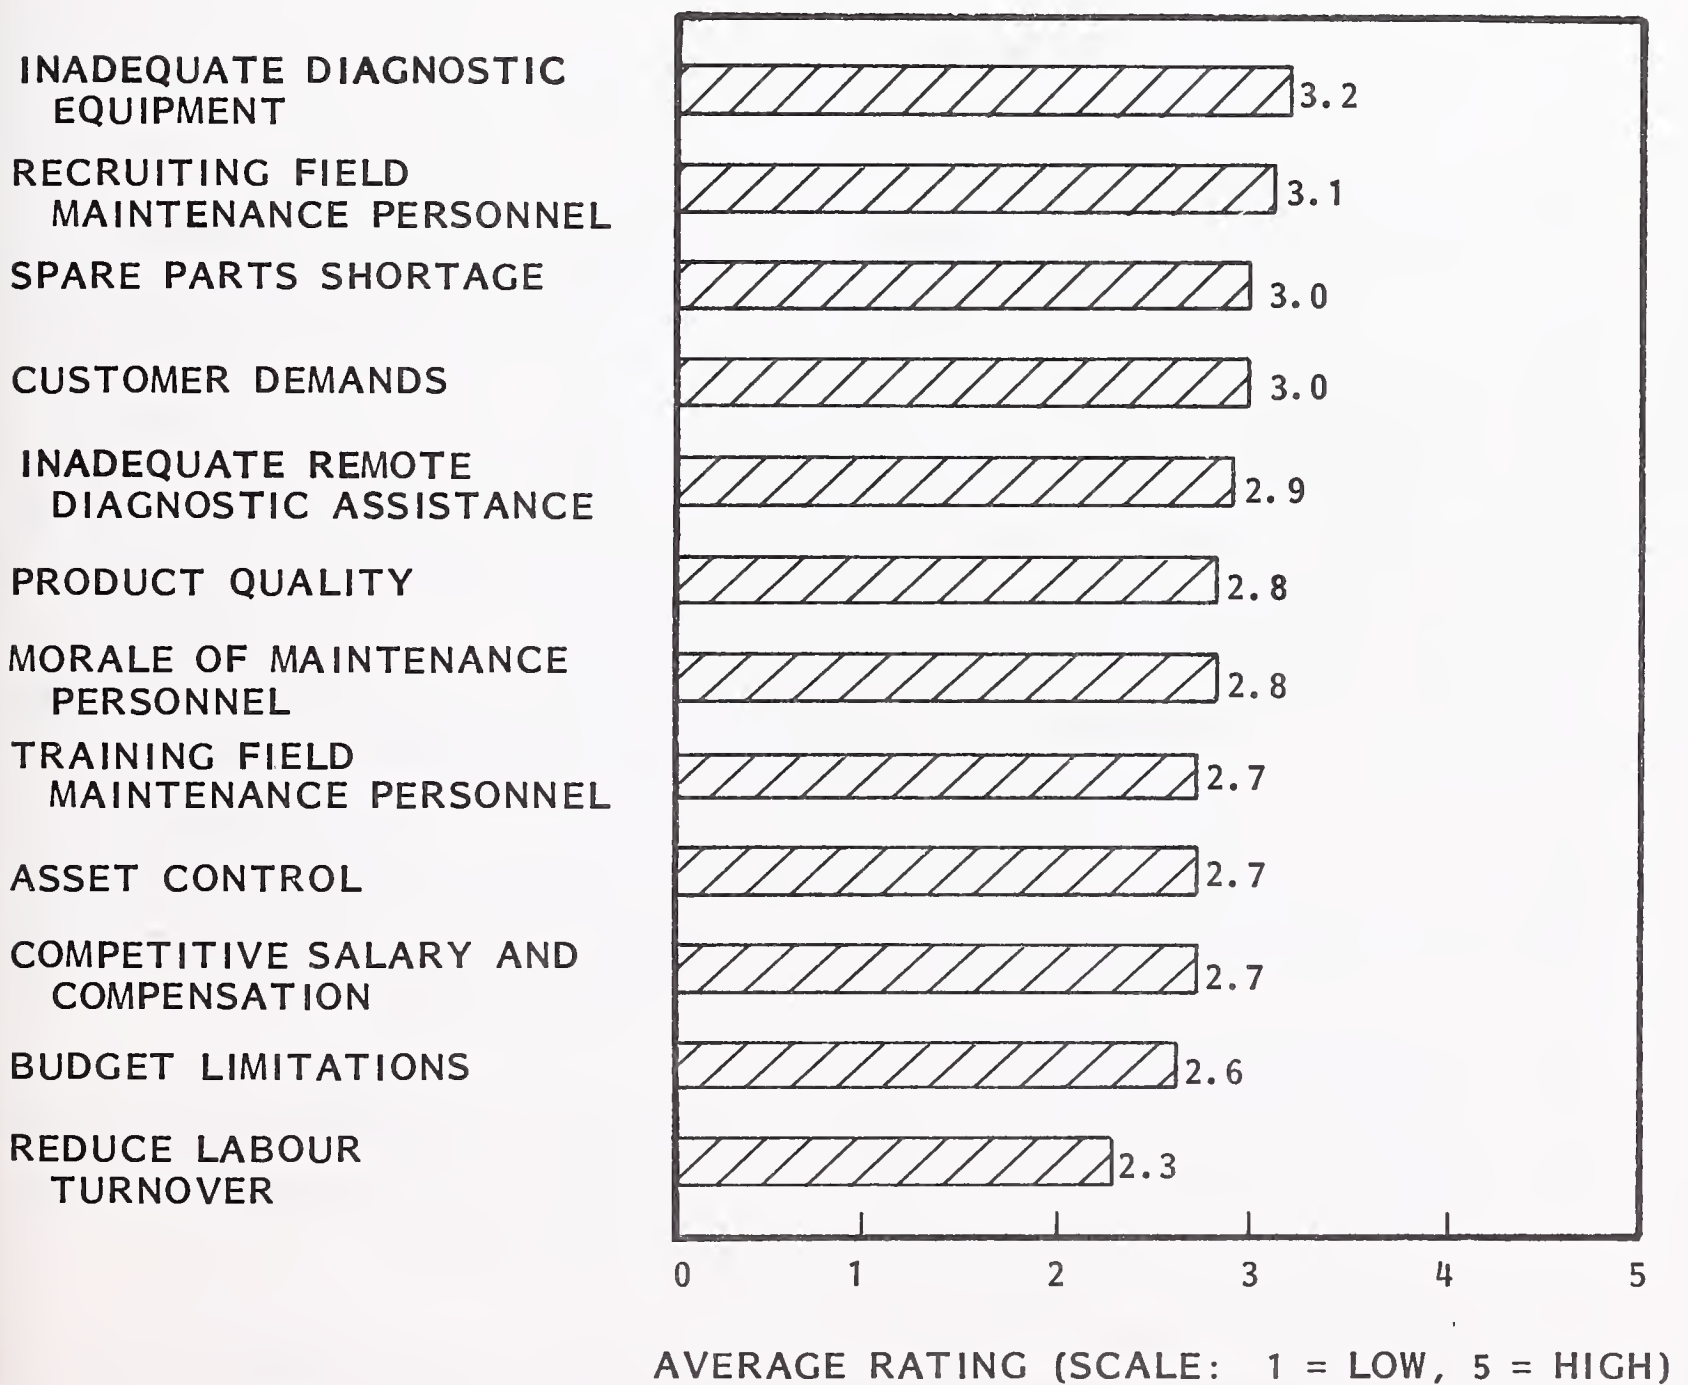 INADEQUATE DIAGNOSTIC
EQUIPMENT
3.2
RECRUITING FIELD
MAINTENANCE PERSONNEL
3.1
SPARE PARTS SHORTAGE
3.0
CUSTOMER DEMANDS
3.0
INADEQUATE REMOTE
DIAGNOSTIC ASSISTANCE
2.9
PRODUCT QUALITY
2.8
MORALE OF MAINTENANCE
PERSONNEL
2.8
TRAINING FIELD
MAINTENANCE PERSONNEL
2.7
ASSET CONTROL
2.7
COMPETITIVE SALARY AND
COMPENSATION
2.7
BUDGET LIMITATIONS
2.6
REDUCE LABOUR
TURNOVER
2.3
0 1 2 3 4 5
AVERAGE RATING (SCALE: 1 = LOW, 5 = HIGH)